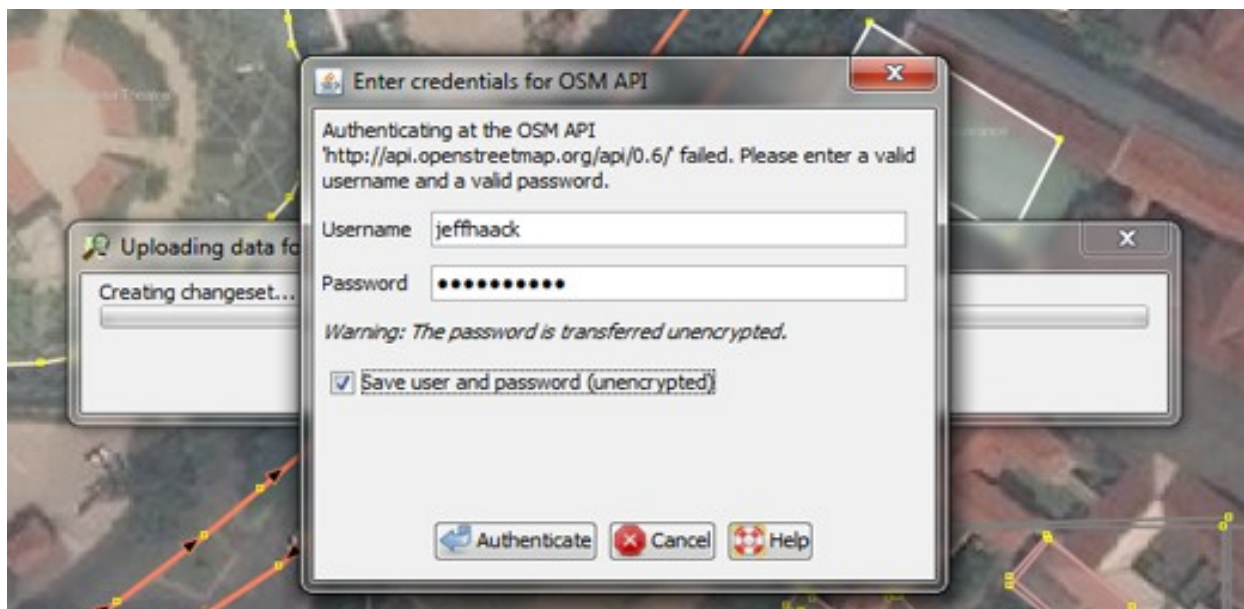 Enter credentials for OSM API
Authenticating at the OSM API
'http://api.openstreetmap.org/api/0.6/' failed. Please enter a valid
username and a valid password.
Username jeffhaack
Password ●●●●●●●●●●
Warning: The password is transferred unencrypted.
Save user and password (unencrypted)
Authenticate Cancel Help
Uploading data fo
Creating changeset...